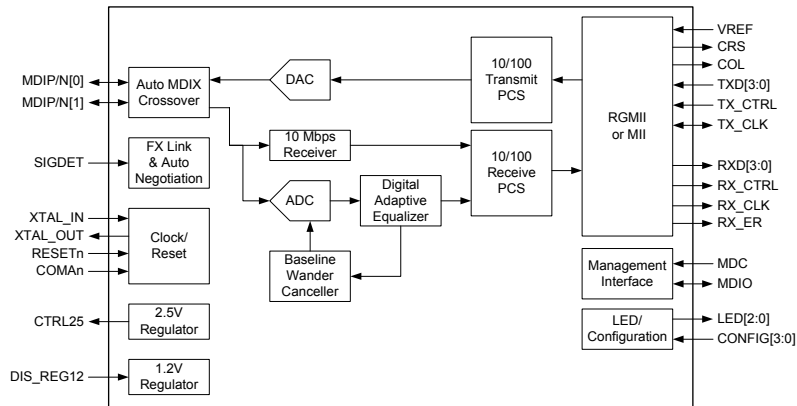 MDIP/N[0]
MDIP/N[1]
SIGDET
XTAL_IN
XTAL_OUT
RESETn
COMAn
CTRL25
DIS_REG12
Auto MDIX
Crossover
FX Link
& Auto
Negotiation
Clock/
Reset
2.5V
Regulator
1.2V
Regulator
DAC
10 Mbps
Receiver
ADC
Baseline
Wander
Canceller
Digital
Adaptive
Equalizer
10/100
Transmit
PCS
10/100
Receive
PCS
RGMII
or MII
Management
Interface
LED/
Configuration
VREF
CRS
COL
TXD[3:0]
TX_CTRL
TX_CLK
RXD[3:0]
RX_CTRL
RX_CLK
RX_ER
MDC
MDIO
LED[2:0]
CONFIG[3:0]